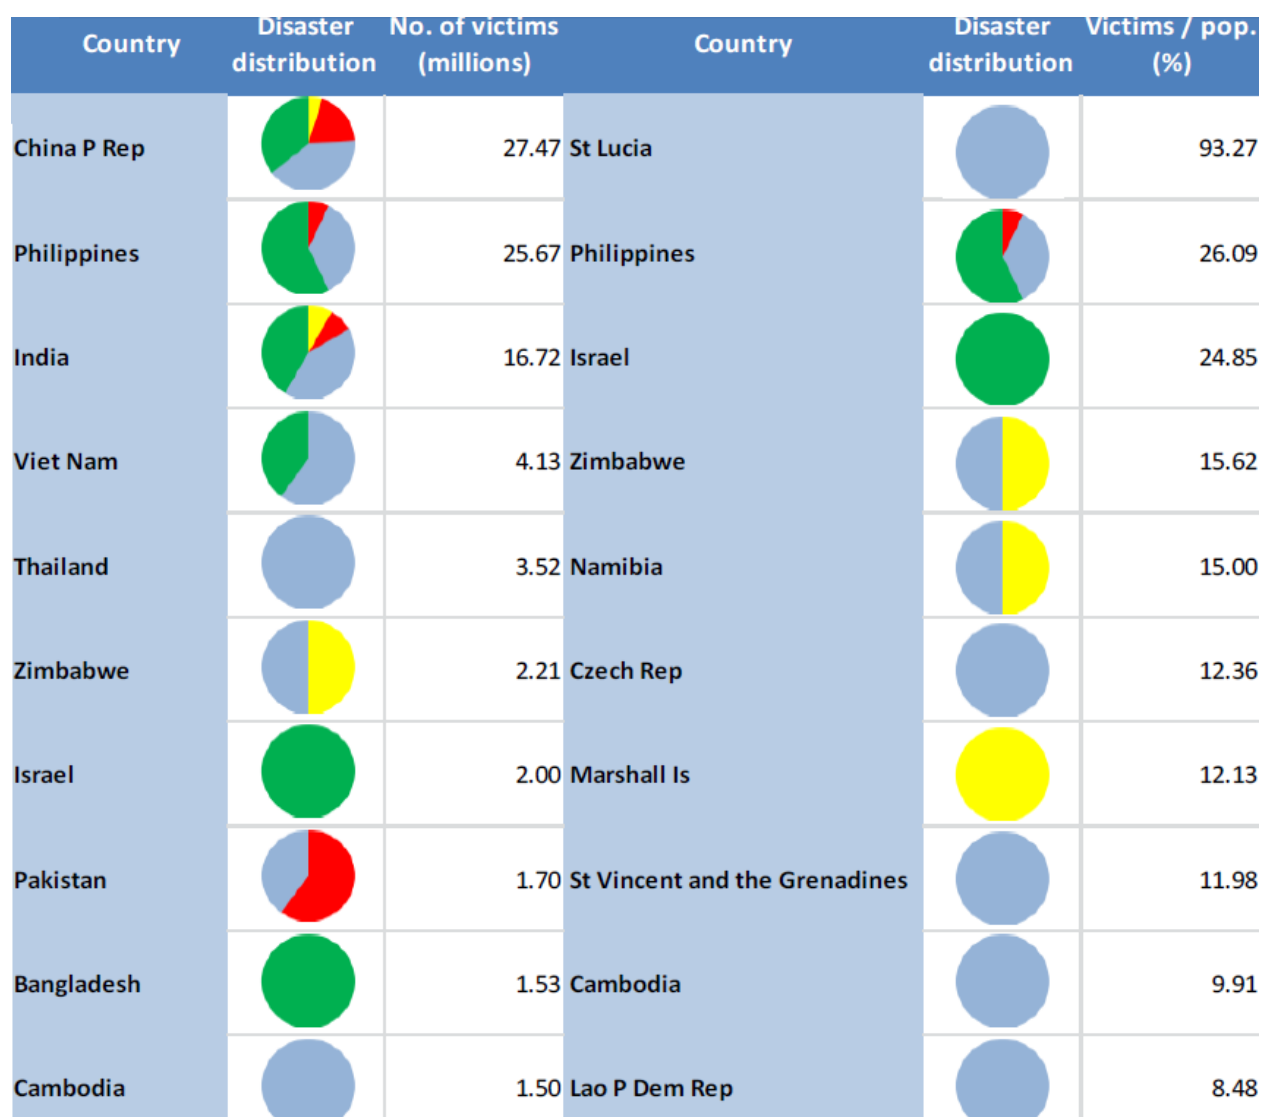 Country Disaster distribution No. of victims (millions) Country Disaster distribution Victims / pop. (%)
China P Rep 27.47 St Lucia 93.27
Philippines 25.67 Philippines 26.09
India 16.72 Israel 24.85
Viet Nam 4.13 Zimbabwe 15.62
Thailand 3.52 Namibia 15.00
Zimbabwe 2.21 Czech Rep 12.36
Israel 2.00 Marshall Is 12.13
Pakistan 1.70 St Vincent and the Grenadines 11.98
Bangladesh 1.53 Cambodia 9.91
Cambodia 1.50 Lao P Dem Rep 8.48